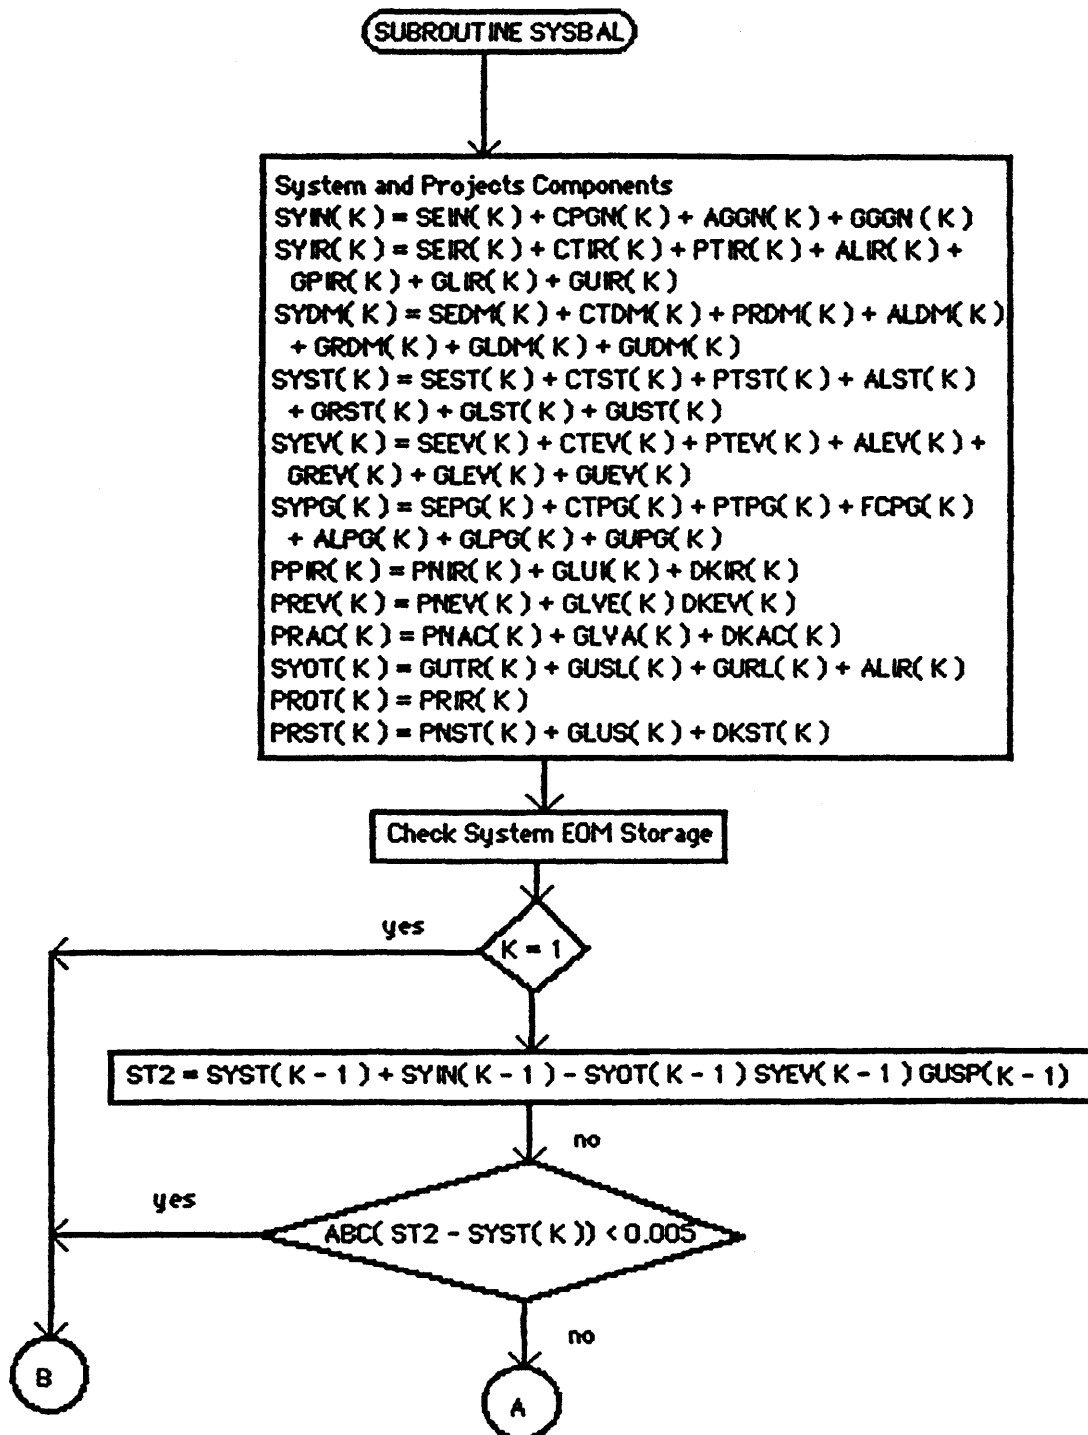 SUBROUTINE SYSBAL
System and Projects Components
SYIN( K ) = SEIN( K ) + CPGN( K ) + AGGN( K ) + GGGN ( K )
SYIR( K ) = SEIR( K ) + CTIR( K ) + PTIR( K ) + ALIR( K ) +
GPIR( K ) + GLIR( K ) + GUIR( K )
SYDM( K ) = SEDM( K ) + CTDM( K ) + PRDM( K ) + ALDM( K )
+ GRDM( K ) + GLDM( K ) + GUDM( K )
SYST( K ) = SEST( K ) + CTST( K ) + PTST( K ) + ALST( K )
+ GRST( K ) + GLST( K ) + GUST( K )
SYEV( K ) = SEEV( K ) + CTEV( K ) + PTEV( K ) + ALEV( K ) +
GREV( K ) + GLEV( K ) + GUEV( K )
SYPG( K ) = SEPG( K ) + CTPG( K ) + PTPG( K ) + FCPG( K )
+ ALPG( K ) + GLPG( K ) + GUPG( K )
PPIR( K ) = PNIR( K ) + GLUI( K ) + DKIR( K )
PREV( K ) = PNEV( K ) + GLVE( K ) DKEV( K )
PRAC( K ) = PNAC( K ) + GLVA( K ) + DKAC( K )
SYOT( K ) = GUTR( K ) + GUSL( K ) + GURL( K ) + ALIR( K )
PROT( K ) = PRIR( K )
PRST( K ) = PNST( K ) + GLUS( K ) + DKST( K )
Check System EOM Storage
yes
K = 1
ST2 = SYST( K - 1 ) + SYIN( K - 1 ) - SYOT( K - 1 ) SYEV( K - 1 ) GUSP( K - 1 )
no
yes
ABC( ST2 - SYST( K )) < 0.005
no
B
A